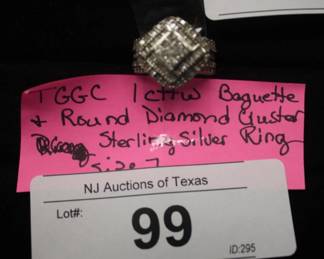 TGGC 1 cttw Baguette
+ Round Diamond Cluster
Sterling Silver Ring
Size 7
NJ Auctions of Texas
Lot#:
99
ID:295